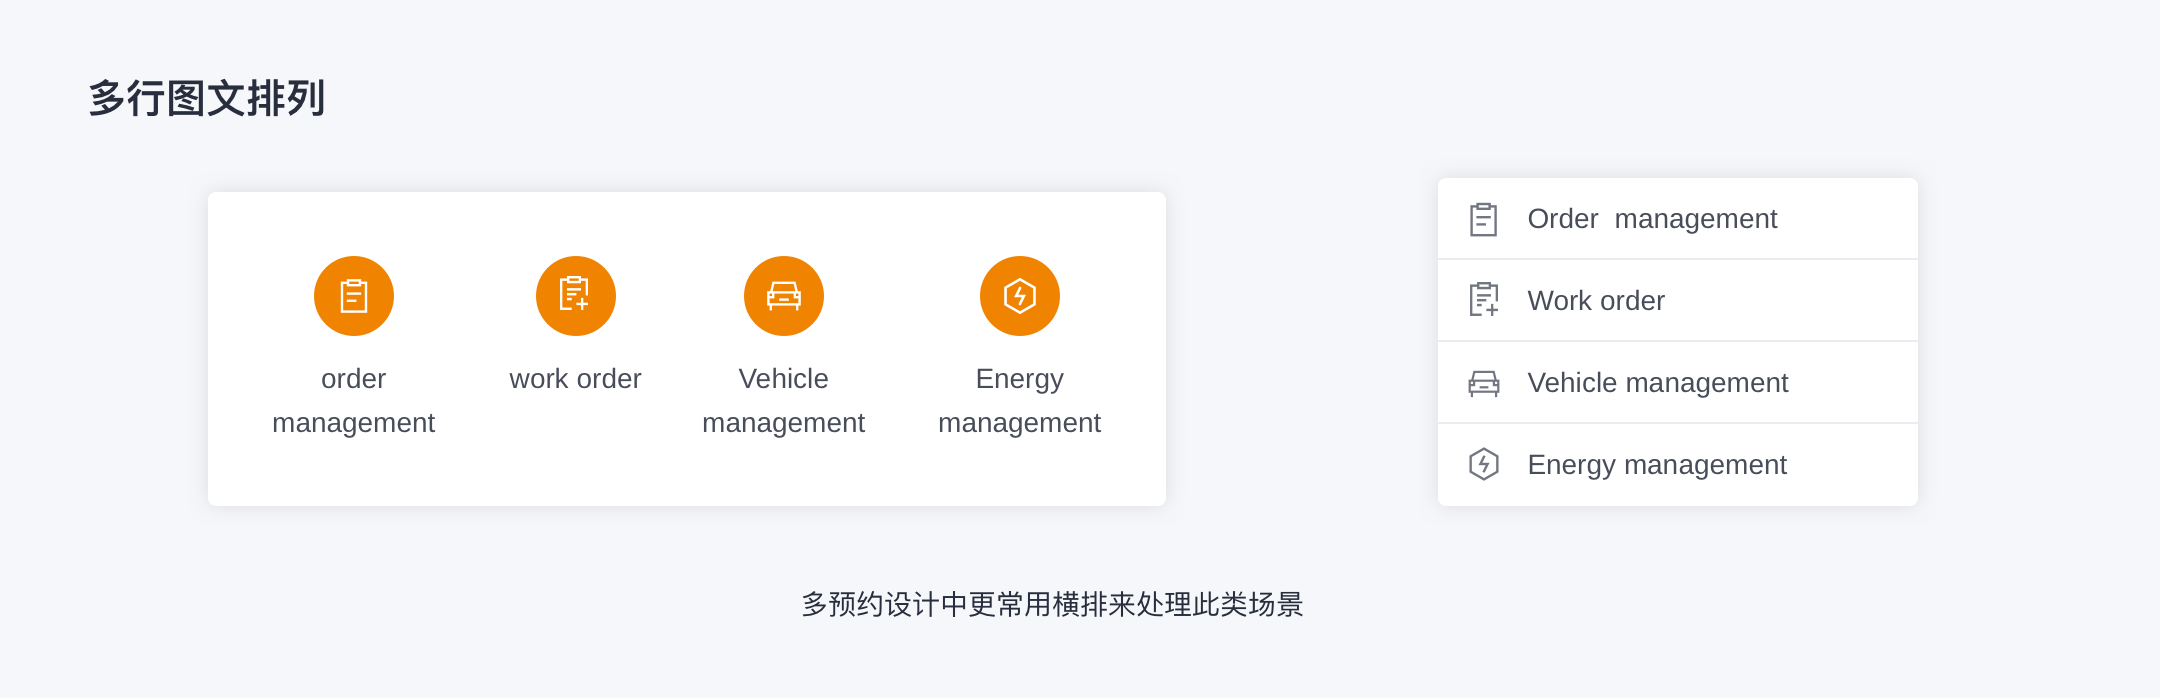 多行图文排列
order
management
work order
Vehicle
management
Energy
management
Order  management
Work order
Vehicle management
Energy management
多预约设计中更常用横排来处理此类场景